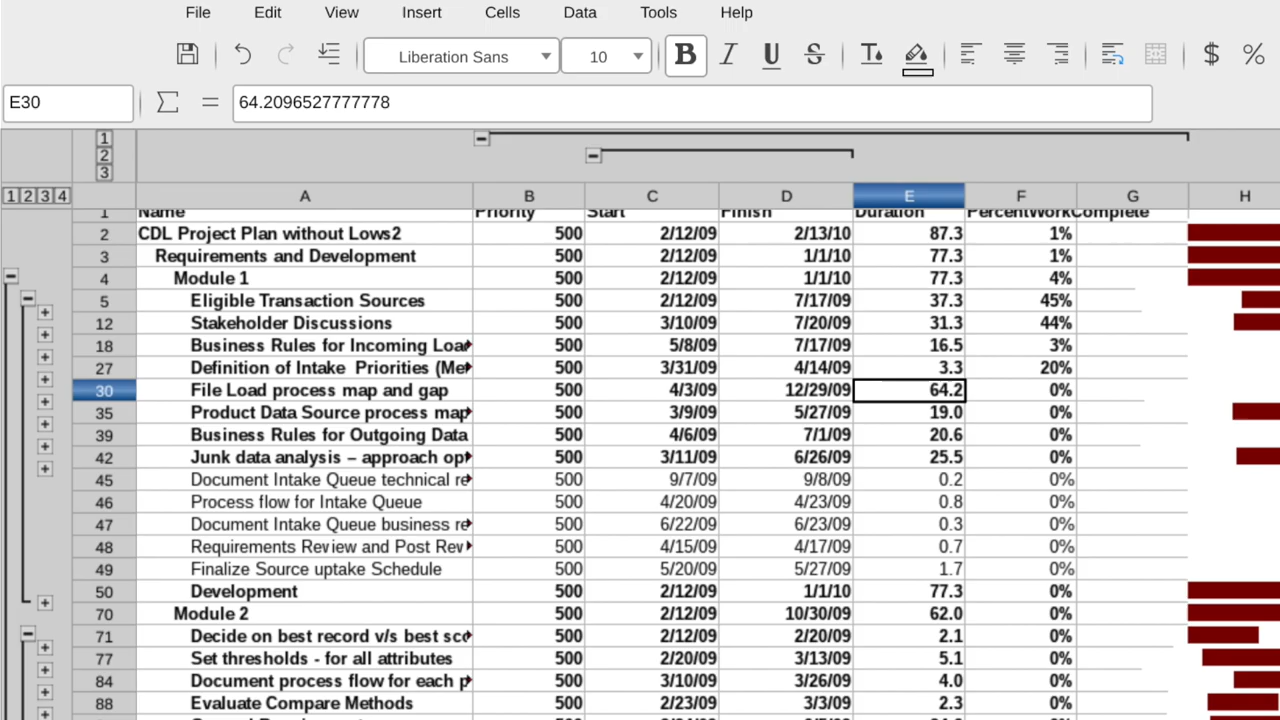 File Edit View Insert Cells Data Tools Help
Liberation Sans 10 B I U S T $ %
E30 Σ = 64.2096527777778
1
2
3
1 2 3 4 A B C D E F G H
1 Name Priority Start Finish Duration PercentWorkComplete
2 CDL Project Plan without Lows2 500 2/12/09 2/13/10 87.3 1%
3 Requirements and Development 500 2/12/09 1/1/10 77.3 1%
4 Module 1 500 2/12/09 1/1/10 77.3 4%
5 Eligible Transaction Sources 500 2/12/09 7/17/09 37.3 45%
12 Stakeholder Discussions 500 3/10/09 7/20/09 31.3 44%
18 Business Rules for Incoming Loa 500 5/8/09 7/17/09 16.5 3%
27 Definition of Intake Priorities (Me 500 3/31/09 4/14/09 3.3 20%
30 File Load process map and gap 500 4/3/09 12/29/09 64.2 0%
35 Product Data Source process map 500 3/9/09 5/27/09 19.0 0%
39 Business Rules for Outgoing Data 500 4/6/09 7/1/09 20.6 0%
42 Junk data analysis – approach op 500 3/11/09 6/26/09 25.5 0%
45 Document Intake Queue technical re 500 9/7/09 9/8/09 0.2 0%
46 Process flow for Intake Queue 500 4/20/09 4/23/09 0.8 0%
47 Document Intake Queue business re 500 6/22/09 6/23/09 0.3 0%
48 Requirements Review and Post Rev 500 4/15/09 4/17/09 0.7 0%
49 Finalize Source uptake Schedule 500 5/20/09 5/27/09 1.7 0%
50 Development 500 2/12/09 1/1/10 77.3 0%
70 Module 2 500 2/12/09 10/30/09 62.0 0%
71 Decide on best record v/s best sco 500 2/12/09 2/20/09 2.1 0%
77 Set thresholds - for all attributes 500 2/20/09 3/13/09 5.1 0%
84 Document process flow for each p 500 3/10/09 3/26/09 4.0 0%
88 Evaluate Compare Methods 500 2/23/09 3/3/09 2.3 0%